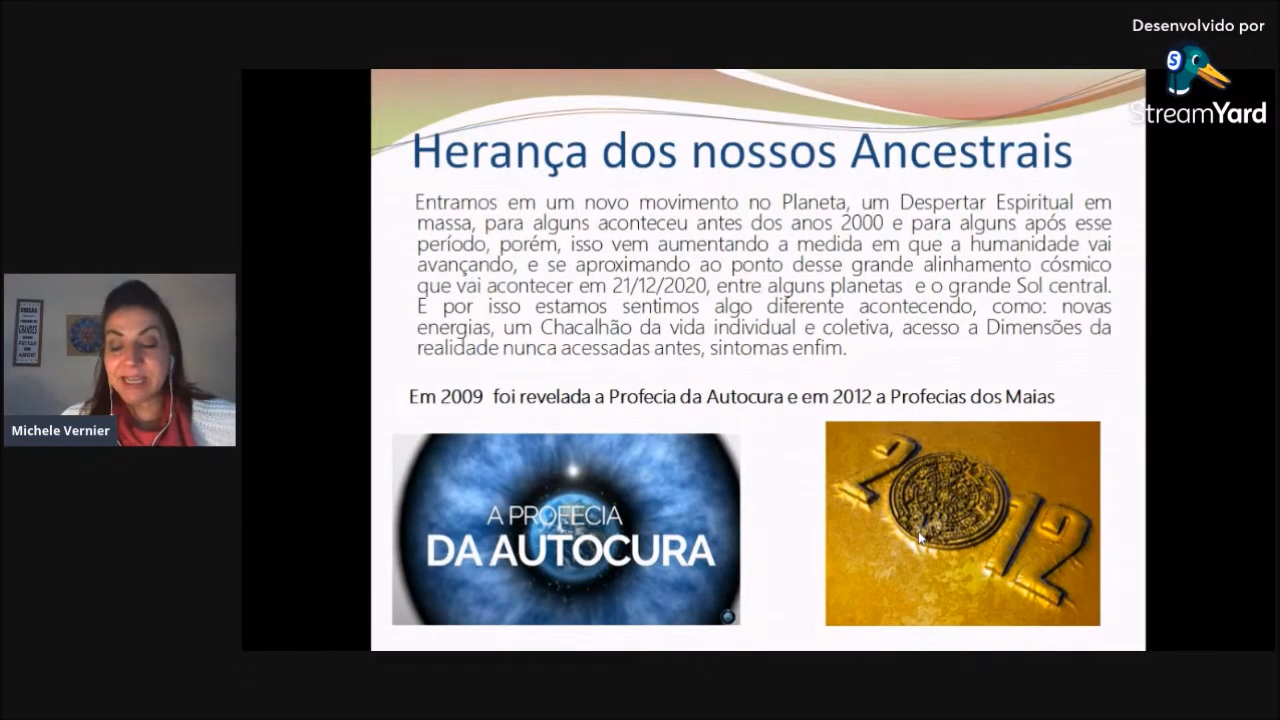 Desenvolvido por
StreamYard
Herança dos nossos Ancestrais
Entramos em um novo movimento no Planeta, um Despertar Espiritual em
massa, para alguns aconteceu antes dos anos 2000 e para alguns após esse
período, porém, isso vem aumentando a medida em que a humanidade vai
avançando, e se aproximando ao ponto desse grande alinhamento cósmico
que vai acontecer em 21/12/2020, entre alguns planetas e o grande Sol central.
E por isso estamos sentimos algo diferente acontecendo, como: novas
energias, um Chacalhão da vida individual e coletiva, acesso a Dimensões da
realidade nunca acessadas antes, sintomas enfim.
Em 2009 foi revelada a Profecia da Autocura e em 2012 a Profecias dos Maias
A PROFECIA
DA AUTOCURA
2012
Michele Vernier